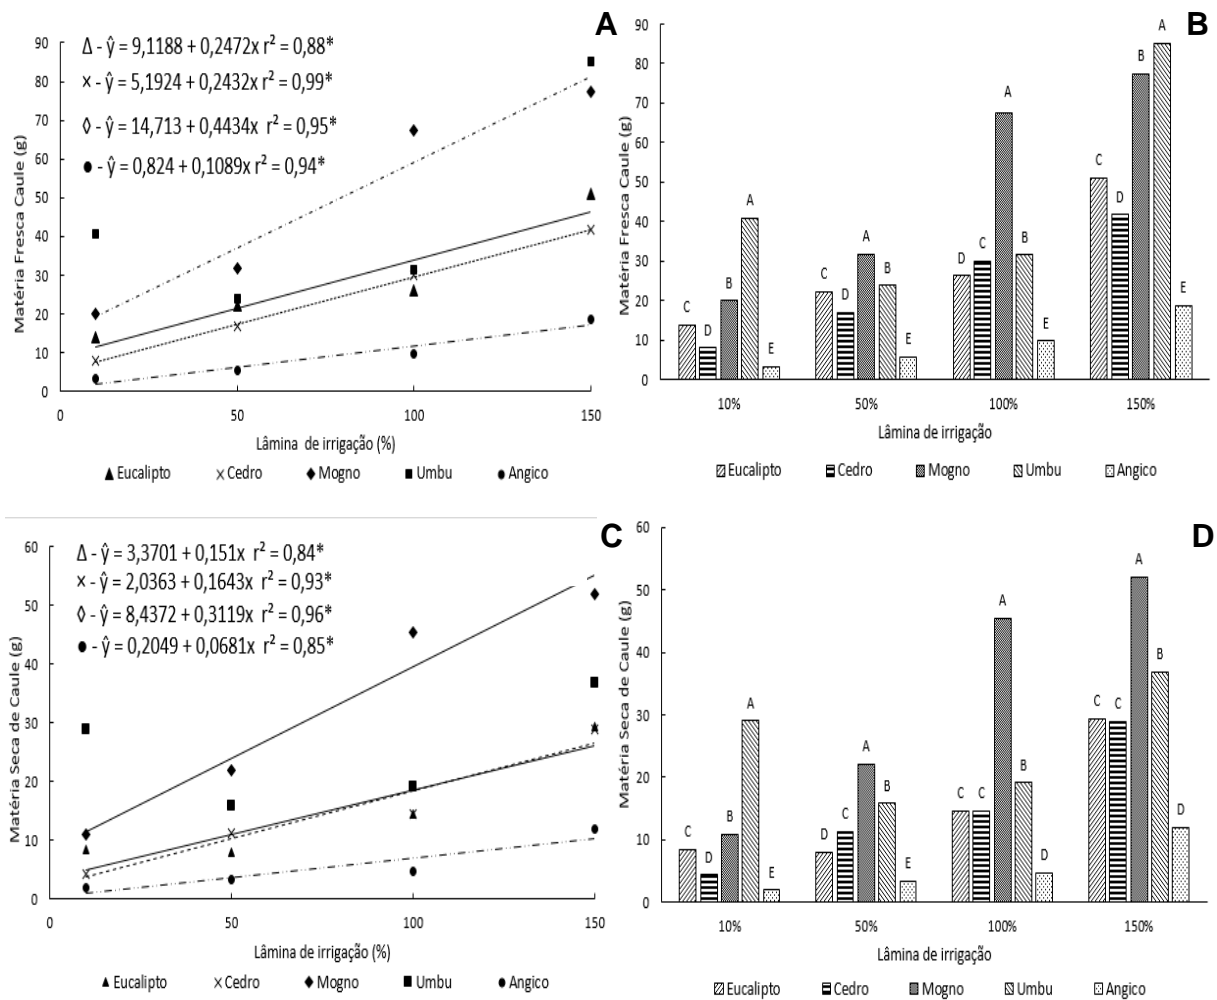 A
Δ - ŷ = 9,1188 + 0,2472x r² = 0,88*
× - ŷ = 5,1924 + 0,2432x r² = 0,99*
◊ - ŷ = 14,713 + 0,4434x r² = 0,95*
● - ŷ = 0,824 + 0,1089x r² = 0,94*
Matéria Fresca Caule (g)
90
80
70
60
50
40
30
20
10
0
0 50 100 150
Lâmina de irrigação (%)
Eucalipto Cedro Mogno Umbu Angico
B
Matéria Fresca Caule (g)
90
80
70
60
50
40
30
20
10
0
C D B A E
C D A B E
D C A B E
C D B A E
10% 50% 100% 150%
Lâmina de irrigação
Eucalipto Cedro Mogno Umbu Angico
C
Δ - ŷ = 3,3701 + 0,151x r² = 0,84*
× - ŷ = 2,0363 + 0,1643x r² = 0,93*
◊ - ŷ = 8,4372 + 0,3119x r² = 0,96*
● - ŷ = 0,2049 + 0,0681x r² = 0,85*
Matéria Seca de Caule (g)
60
50
40
30
20
10
0
0 50 100 150
Lâmina de irrigação (%)
Eucalipto Cedro Mogno Umbu Angico
D
Matéria Seca de Caule (g)
60
50
40
30
20
10
0
C D B A E
D C A B E
C C A B D
C C A B D
10% 50% 100% 150%
Lâmina de irrigação
Eucalipto Cedro Mogno Umbu Angico